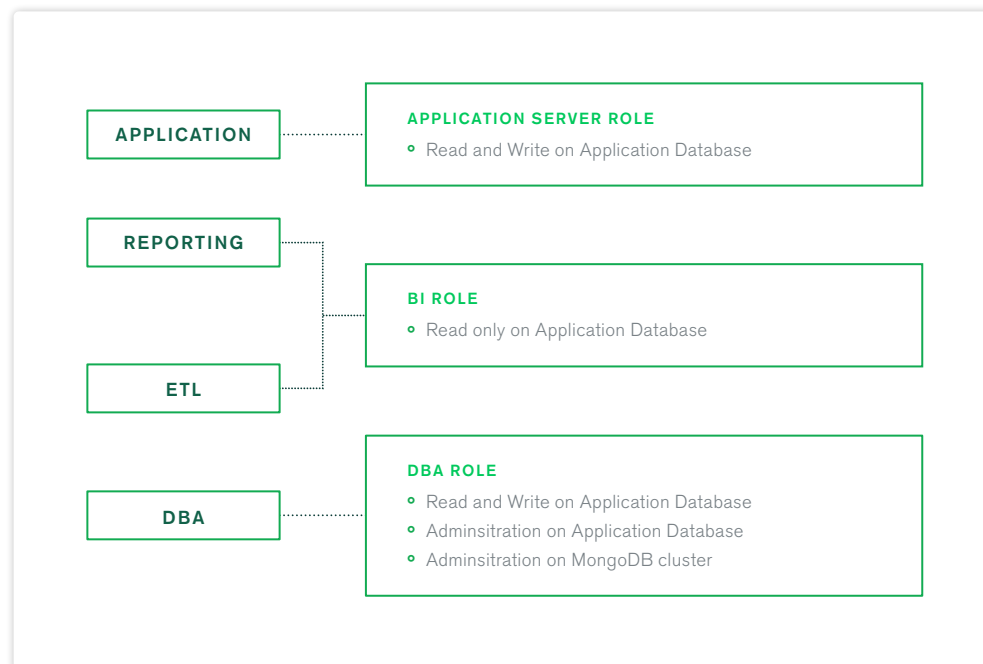 APPLICATION
APPLICATION SERVER ROLE
Read and Write on Application Database
REPORTING
BI ROLE
Read only on Application Database
ETL
DBA ROLE
Read and Write on Application Database
DBA
Adminsitration on Application Database
Adminsitration on MongoDB cluster